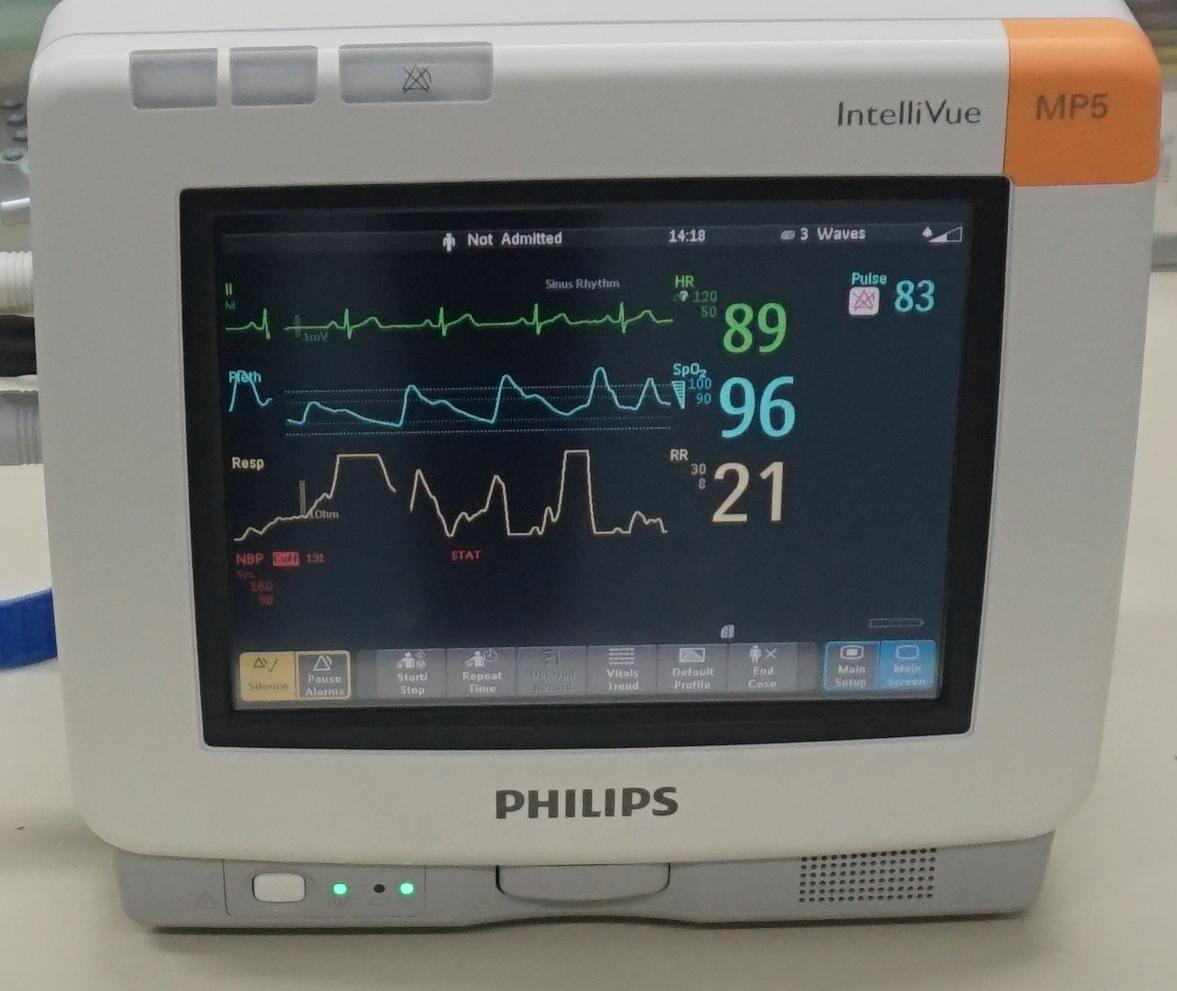 IntelliVue MP5
Not Admitted 14:18 3 Waves
II
M
Sinus Rhythm
HR
120
50
89
Pulse
83
1mV
Pleth
SpO₂
100
90
96
Resp
RR
30
8
21
1Ohm
NBP Cuff 131 STAT
Sys.
160
90
Silence
Pause
Alarms
Start/
Stop
Repeat
Time
Vitals
Trend
Default
Profile
End
Case
Main
Setup
Main
Screen
PHILIPS